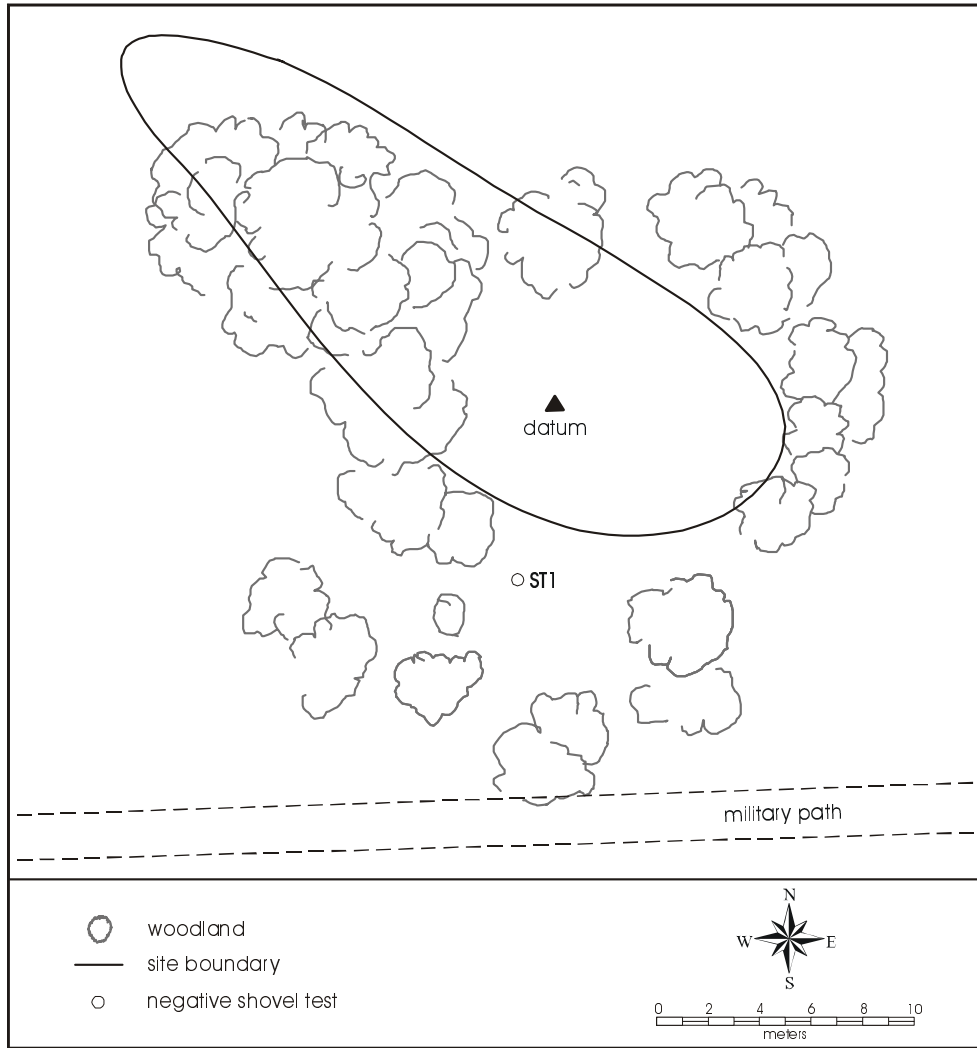 datum
ST1
military path
woodland
site boundary
negative shovel test
N
W E
S
0 2 4 6 8 10
meters